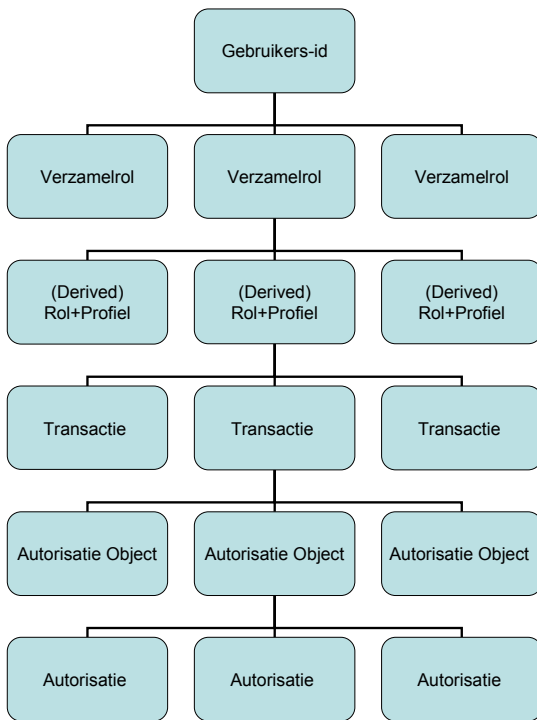 Gebruikers-id
Verzamelrol
Verzamelrol
Verzamelrol
(Derived)
Rol+Profiel
(Derived)
Rol+Profiel
(Derived)
Rol+Profiel
Transactie
Transactie
Transactie
Autorisatie Object
Autorisatie Object
Autorisatie Object
Autorisatie
Autorisatie
Autorisatie